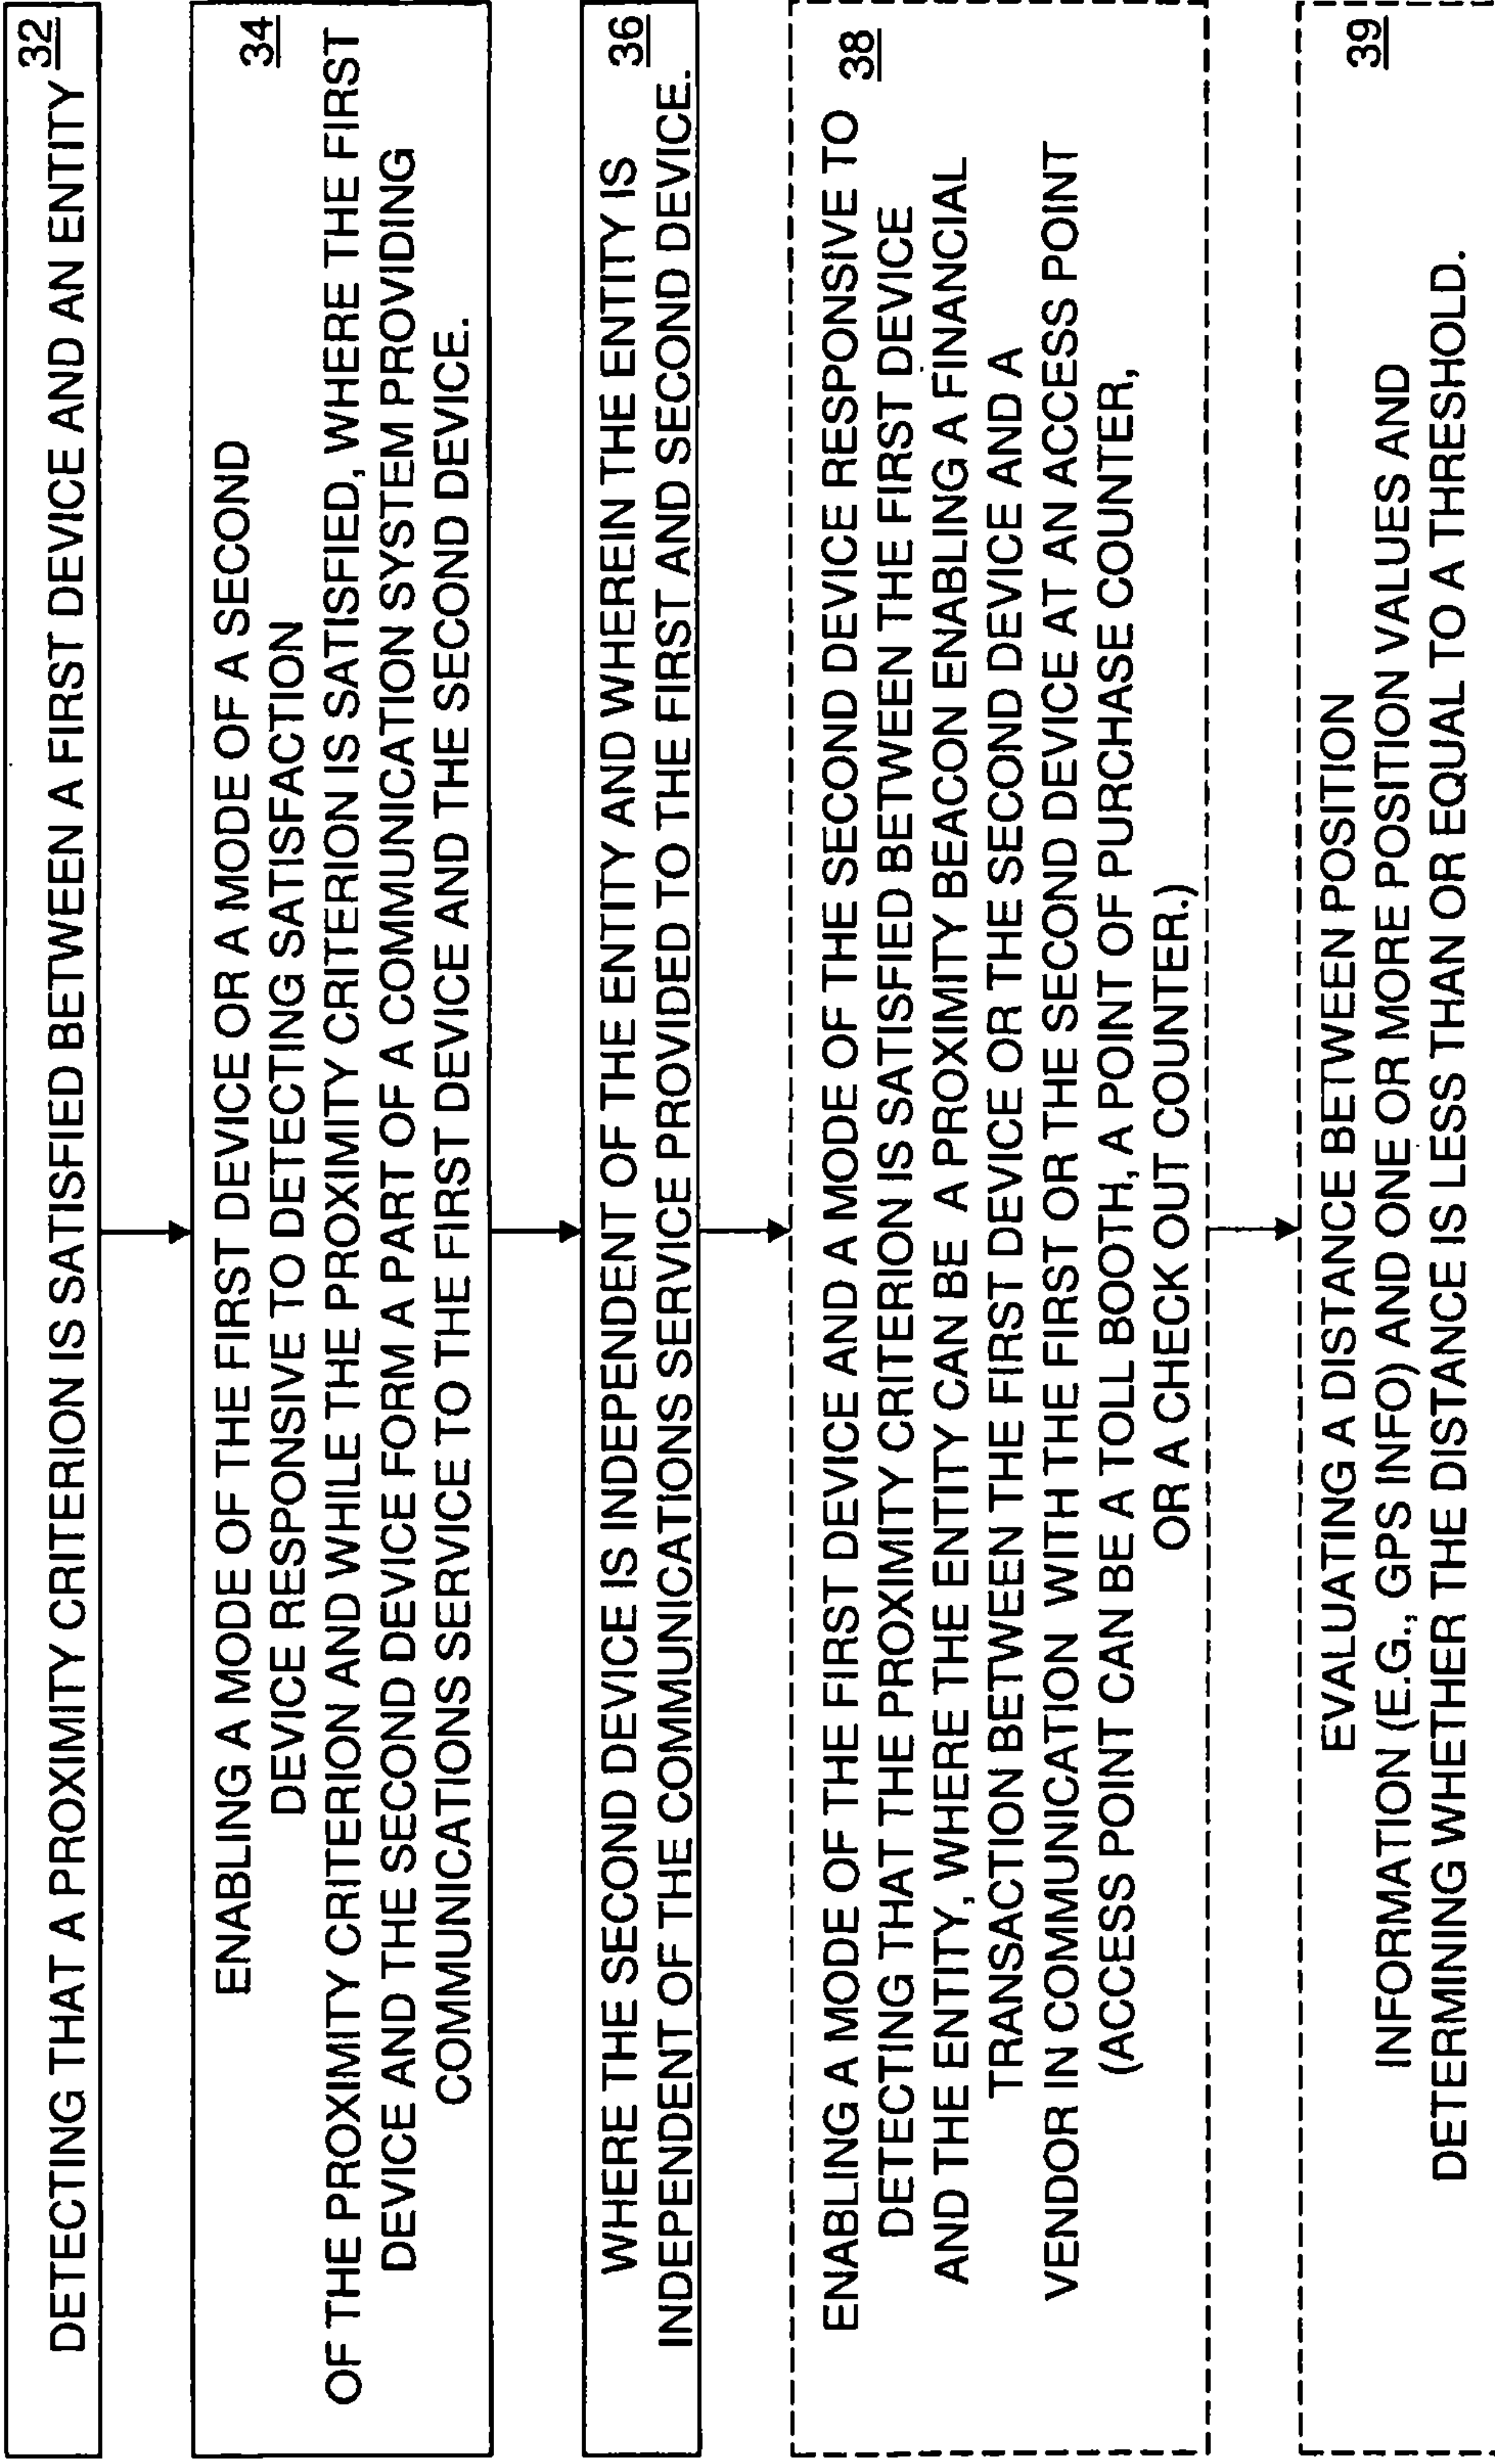 DETECTING THAT A PROXIMITY CRITERION IS SATISFIED BETWEEN A FIRST DEVICE AND AN ENTITY
32
ENABLING A MODE OF THE FIRST DEVICE OR A MODE OF A SECOND
34
DEVICE RESPONSIVE TO DETECTING SATISFACTION
OF THE PROXIMITY CRITERION AND WHILE THE PROXIMITY CRITERION IS SATISFIED, WHERE THE FIRST
DEVICE AND THE SECOND DEVICE FORM A PART OF A COMMUNICATION SYSTEM PROVIDING
COMMUNICATIONS SERVICE TO THE FIRST DEVICE AND THE SECOND DEVICE.
WHERE THE SECOND DEVICE IS INDEPENDENT OF THE ENTITY AND WHEREIN THE ENTITY IS
36
INDEPENDENT OF THE COMMUNICATIONS SERVICE PROVIDED TO THE FIRST AND SECOND DEVICE.
ENABLING A MODE OF THE FIRST DEVICE AND A MODE OF THE SECOND DEVICE RESPONSIVE TO
38
DETECTING THAT THE PROXIMITY CRITERION IS SATISFIED BETWEEN THE FIRST DEVICE
AND THE ENTITY, WHERE THE ENTITY CAN BE A PROXIMITY BEACON ENABLING A FINANCIAL
TRANSACTION BETWEEN THE FIRST DEVICE OR THE SECOND DEVICE AND A
VENDOR IN COMMUNICATION WITH THE FIRST OR THE SECOND DEVICE AT AN ACCESS POINT
(ACCESS POINT CAN BE A TOLL BOOTH, A POINT OF PURCHASE COUNTER,
OR A CHECK OUT COUNTER.)
EVALUATING A DISTANCE BETWEEN POSITION
39
INFORMATION (E.G., GPS INFO) AND ONE OR MORE POSITION VALUES AND
DETERMINING WHETHER THE DISTANCE IS LESS THAN OR EQUAL TO A THRESHOLD.